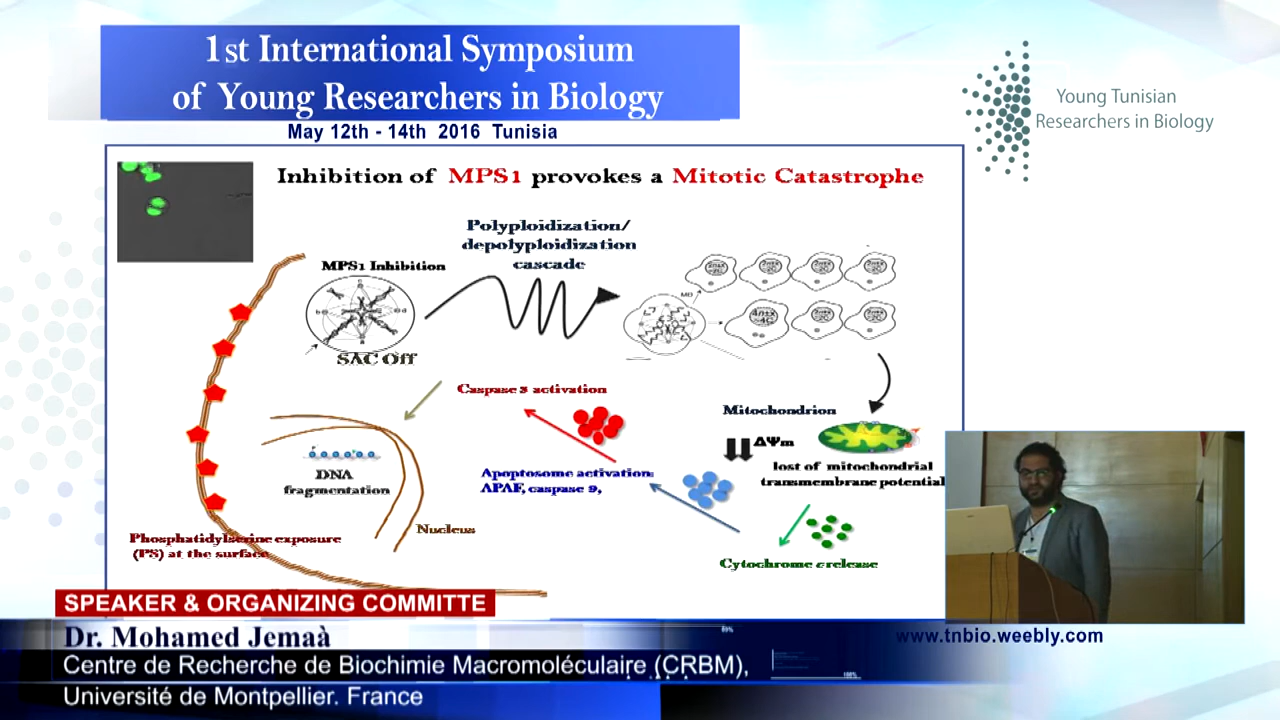 1st International Symposium
of Young Researchers in Biology
May 12th - 14th 2016 Tunisia
Young Tunisian
Researchers in Biology
Inhibition of MPS1 provokes a Mitotic Catastrophe
Polyploidization/
depolyploidization
cascade
MPS1 Inhibition
SAC Off
Caspase 3 activation
Mitochondrion
ΔΨm
lost of mitochondrial
transmembrane potential
Apoptosome activation:
APAF, caspase 9,
DNA
fragmentation
Nucleus
Phosphatidylserine exposure
(PS) at the surface
Cytochrome c release
SPEAKER & ORGANIZING COMMITTE
Dr. Mohamed Jemaà
www.tnbio.weebly.com
Centre de Recherche de Biochimie Macromoléculaire (CRBM),
Université de Montpellier. France